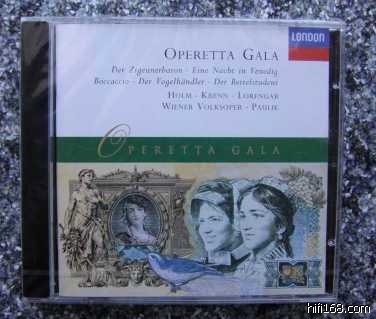 LONDON
OPERETTA GALA
Der Zigeunerbaron · Eine Nacht in Venedig
Boccaccio · Der Vogelhändler · Der Bettelstudent
HOLM · KRENN · LORENGAR
WIENER VOLKSOPER · PAULIK
OPERETTA GALA
hifi168.com